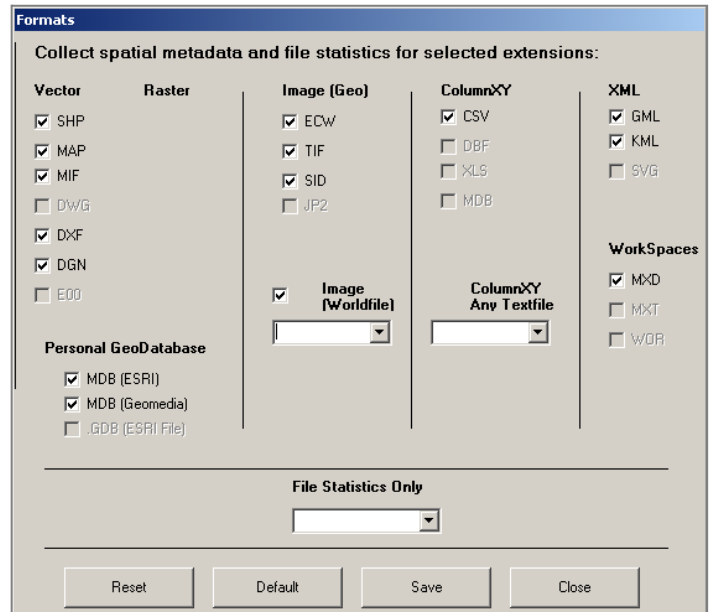 Formats
Collect spatial metadata and file statistics for selected extensions:
Vector
Raster
SHP
MAP
MIF
DWG
DXF
DGN
E00
Personal GeoDatabase
MDB (ESRI)
MDB (Geomedia)
.GDB (ESRI File)
Image (Geo)
ECW
TIF
SID
JP2
Image
(Worldfile)
ColumnXY
CSV
DBF
XLS
MDB
ColumnXY
Any Textfile
XML
GML
KML
SVG
WorkSpaces
MXD
MXT
WOR
File Statistics Only
Reset
Default
Save
Close